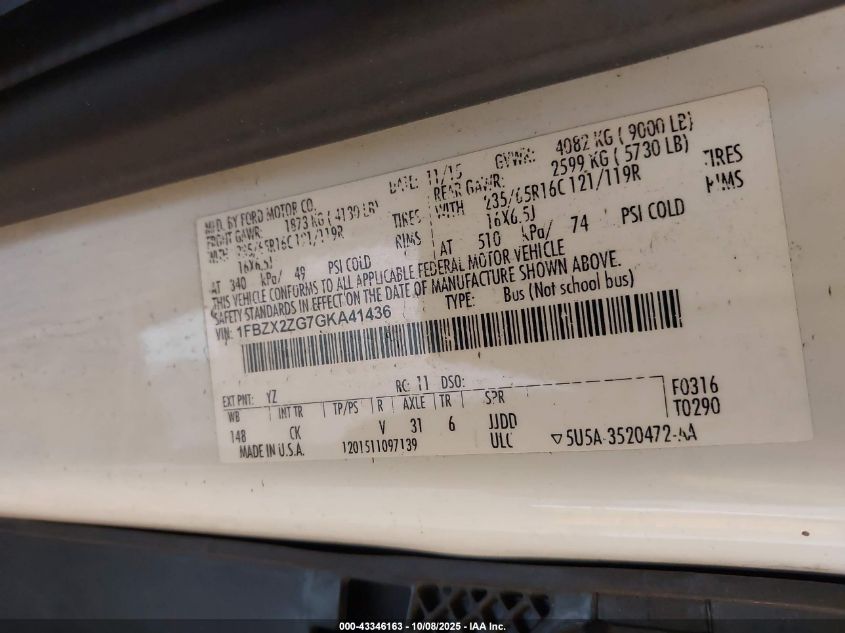 MFD. BY FORD MOTOR CO. DATE: 11/15 GVWR: 4082 KG ( 9000 LB)
FRONT GAWR: 1873 KG ( 4130 LB) REAR GAWR: 2599 KG ( 5730 LB)
WITH 235/65R16C 121/119R TIRES WITH 235/65R16C 121/119R TIRES
16X6.5J RIMS 16X6.5J RIMS
AT 340 kPa/ 49 PSI COLD AT 510 kPa/ 74 PSI COLD
THIS VEHICLE CONFORMS TO ALL APPLICABLE FEDERAL MOTOR VEHICLE
SAFETY STANDARDS IN EFFECT ON THE DATE OF MANUFACTURE SHOWN ABOVE.
VIN: 1FBZX2ZG7GKA41436 TYPE: Bus (Not school bus)
EXT PNT: YZ RC: 11 DSO: F0316
WB INT TR TP/PS R AXLE TR SPR T0290
148 CK V 31 6 JJDD
MADE IN U.S.A. 1201511097139 ULC ▽5U5A-3520472-AA
000-43346163 - 10/08/2025 - IAA Inc.